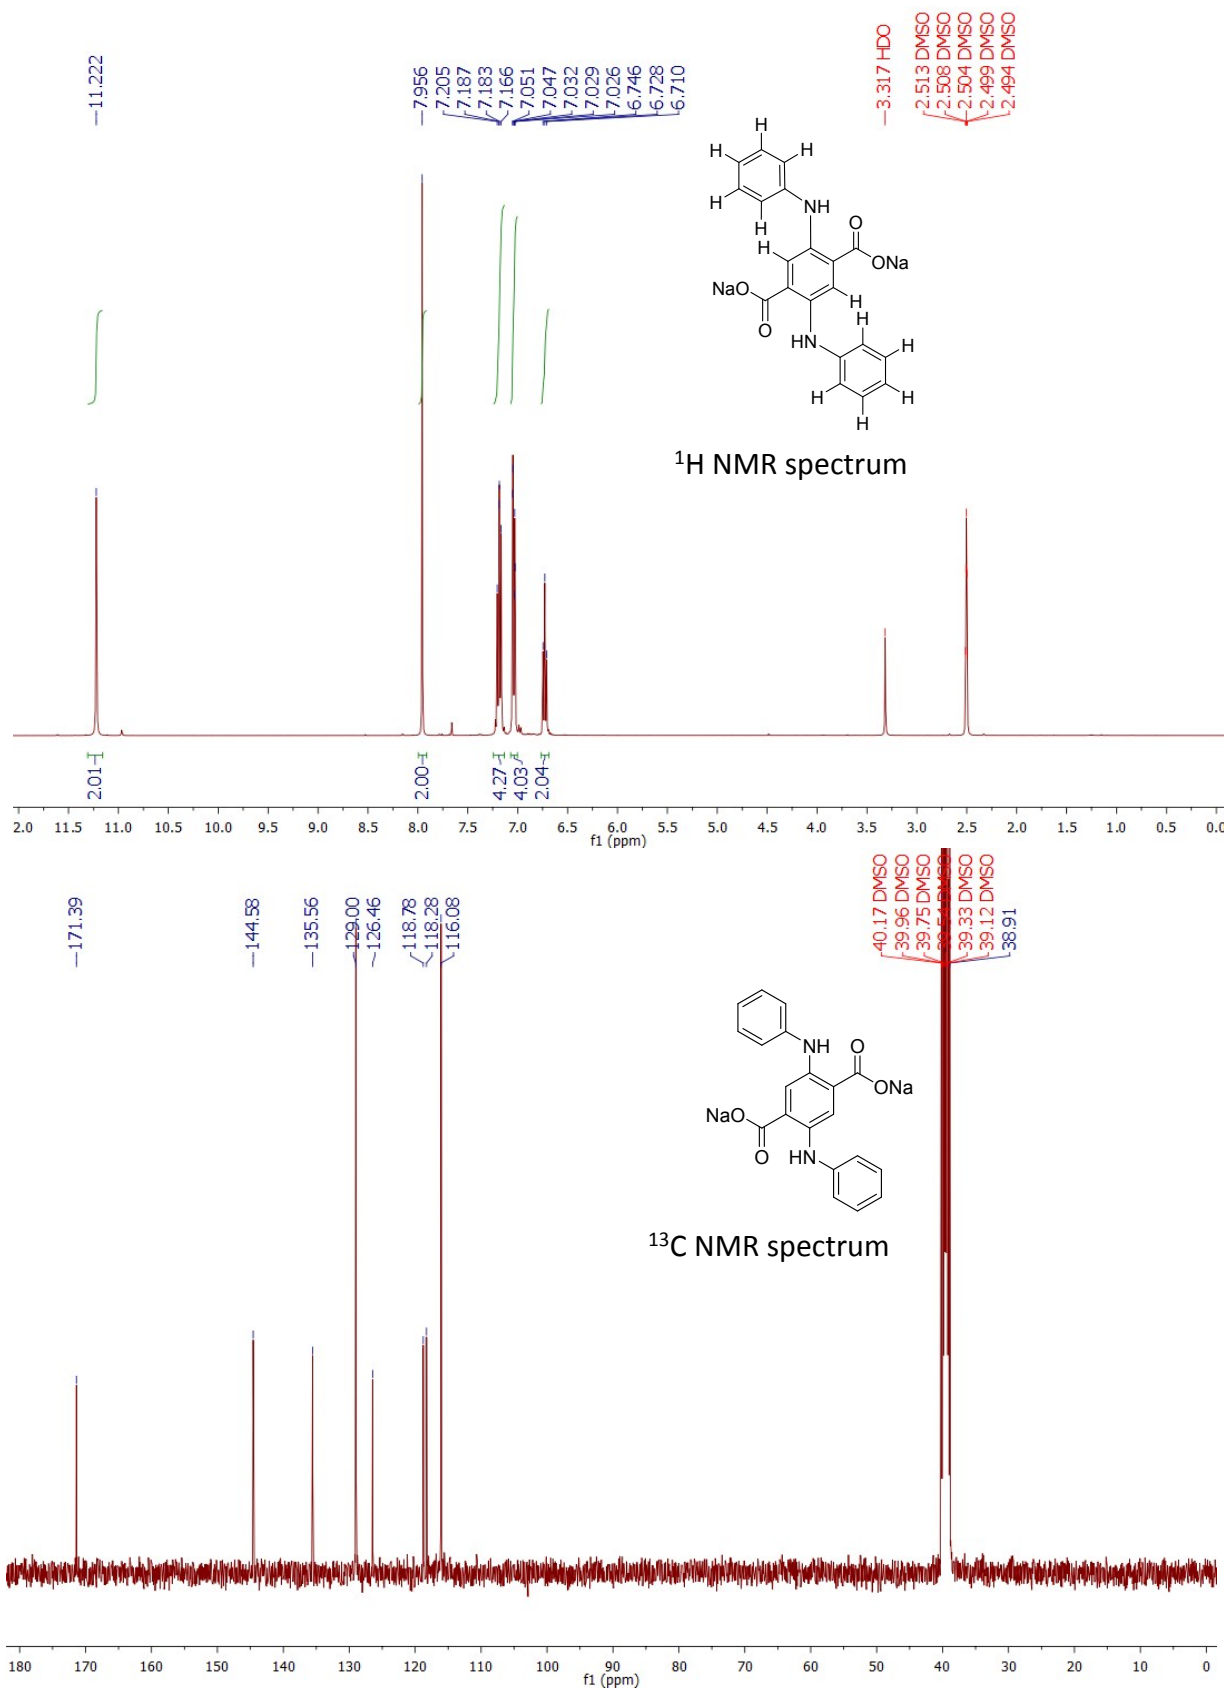 11.222
7.956
7.205
7.187
7.183
7.166
7.051
7.047
7.032
7.029
7.026
6.746
6.728
6.710
3.317 HDO
2.513 DMSO
2.508 DMSO
2.504 DMSO
2.499 DMSO
2.494 DMSO
H H
H H
H H NH O
H ONa
NaO
O H
HN H
H
H H
H
¹H NMR spectrum
2.01
2.00
4.27
4.03
2.04
2.0 11.5 11.0 10.5 10.0 9.5 9.0 8.5 8.0 7.5 7.0 6.5 6.0 5.5 5.0 4.5 4.0 3.5 3.0 2.5 2.0 1.5 1.0 0.5 0.0
f1 (ppm)
171.39
144.58
135.56
129.00
126.46
118.78
118.28
116.08
40.17 DMSO
39.96 DMSO
39.75 DMSO
39.33 DMSO
39.12 DMSO
38.91
NH O
ONa
NaO
O HN
¹³C NMR spectrum
180 170 160 150 140 130 120 110 100 90 80 70 60 50 40 30 20 10 0
f1 (ppm)